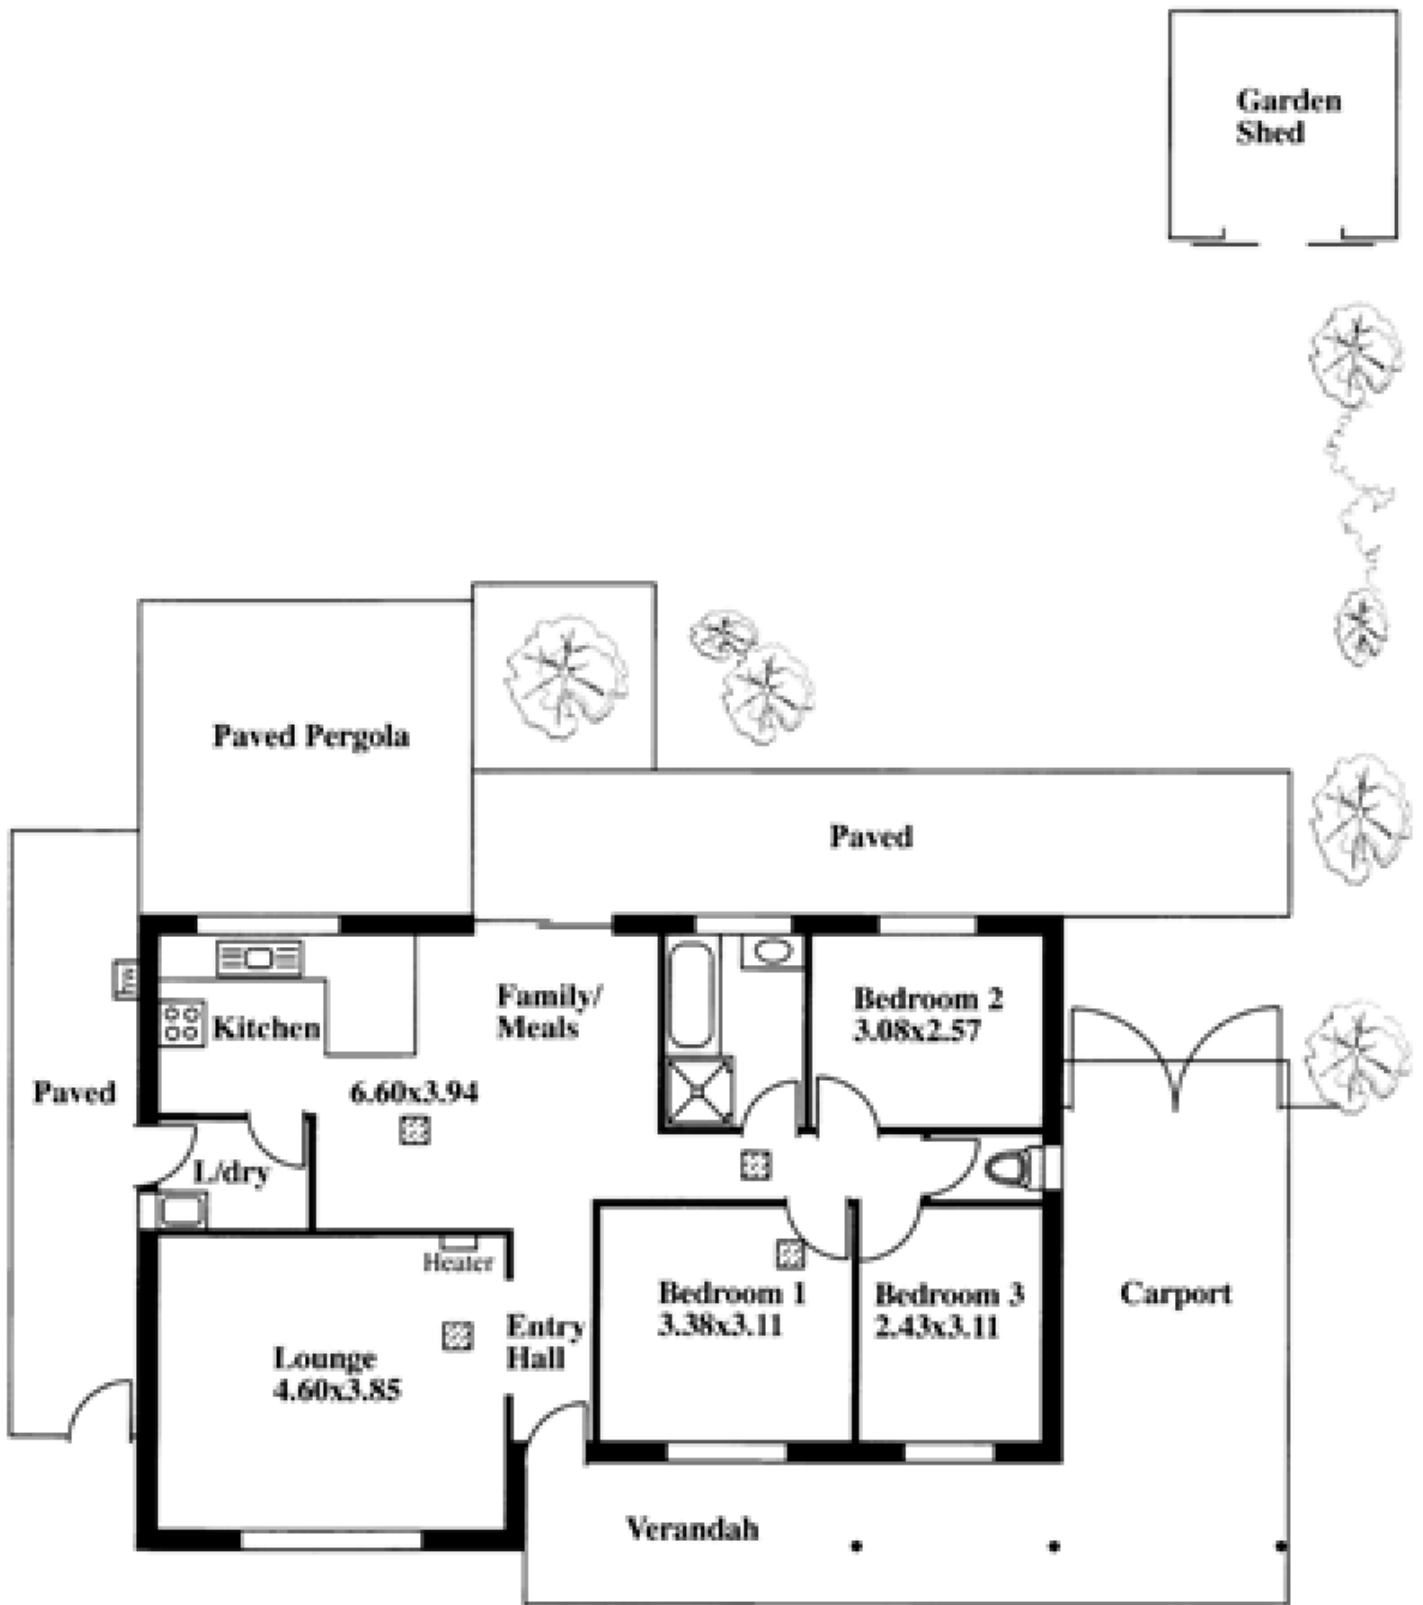 Garden
Shed
Paved Pergola
Paved
Family/
Meals
Bedroom 2
3.08x2.57
Kitchen
Paved
6.60x3.94
L/dry
Heater
Bedroom 1
3.38x3.11
Bedroom 3
2.43x3.11
Carport
Entry
Hall
Lounge
4.60x3.85
Verandah